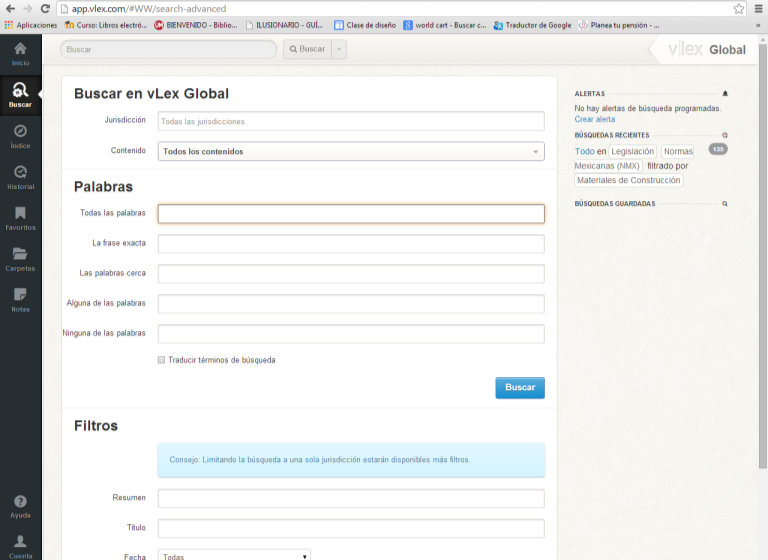 app.vlex.com/#WW/search-advanced
Aplicaciones
Curso: Libros electró...
BIENVENIDO - Biblio...
ILUSIONARIO - GUÍ...
Clase de diseño
world cart - Buscar c...
Traductor de Google
Planea tu pensión - ...
»
Inicio
Buscar
Índice
Historial
Favoritos
Carpetas
Notas
Ayuda
Cuenta
Buscar
Buscar
vlex Global
Buscar en vLex Global
Jurisdicción
Todas las jurisdicciones
Contenido
Todos los contenidos
Palabras
Todas las palabras
La frase exacta
Las palabras cerca
Alguna de las palabras
Ninguna de las palabras
Traducir términos de búsqueda
Buscar
Filtros
Consejo: Limitando la búsqueda a una sola jurisdicción estarán disponibles más filtros.
Resumen
Título
Fecha
Todas
ALERTAS
No hay alertas de búsqueda programadas.
Crear alerta
BÚSQUEDAS RECIENTES
Todo en Legislación Normas
135
Mexicanas (NMX) filtrado por
Materiales de Construcción
BÚSQUEDAS GUARDADAS